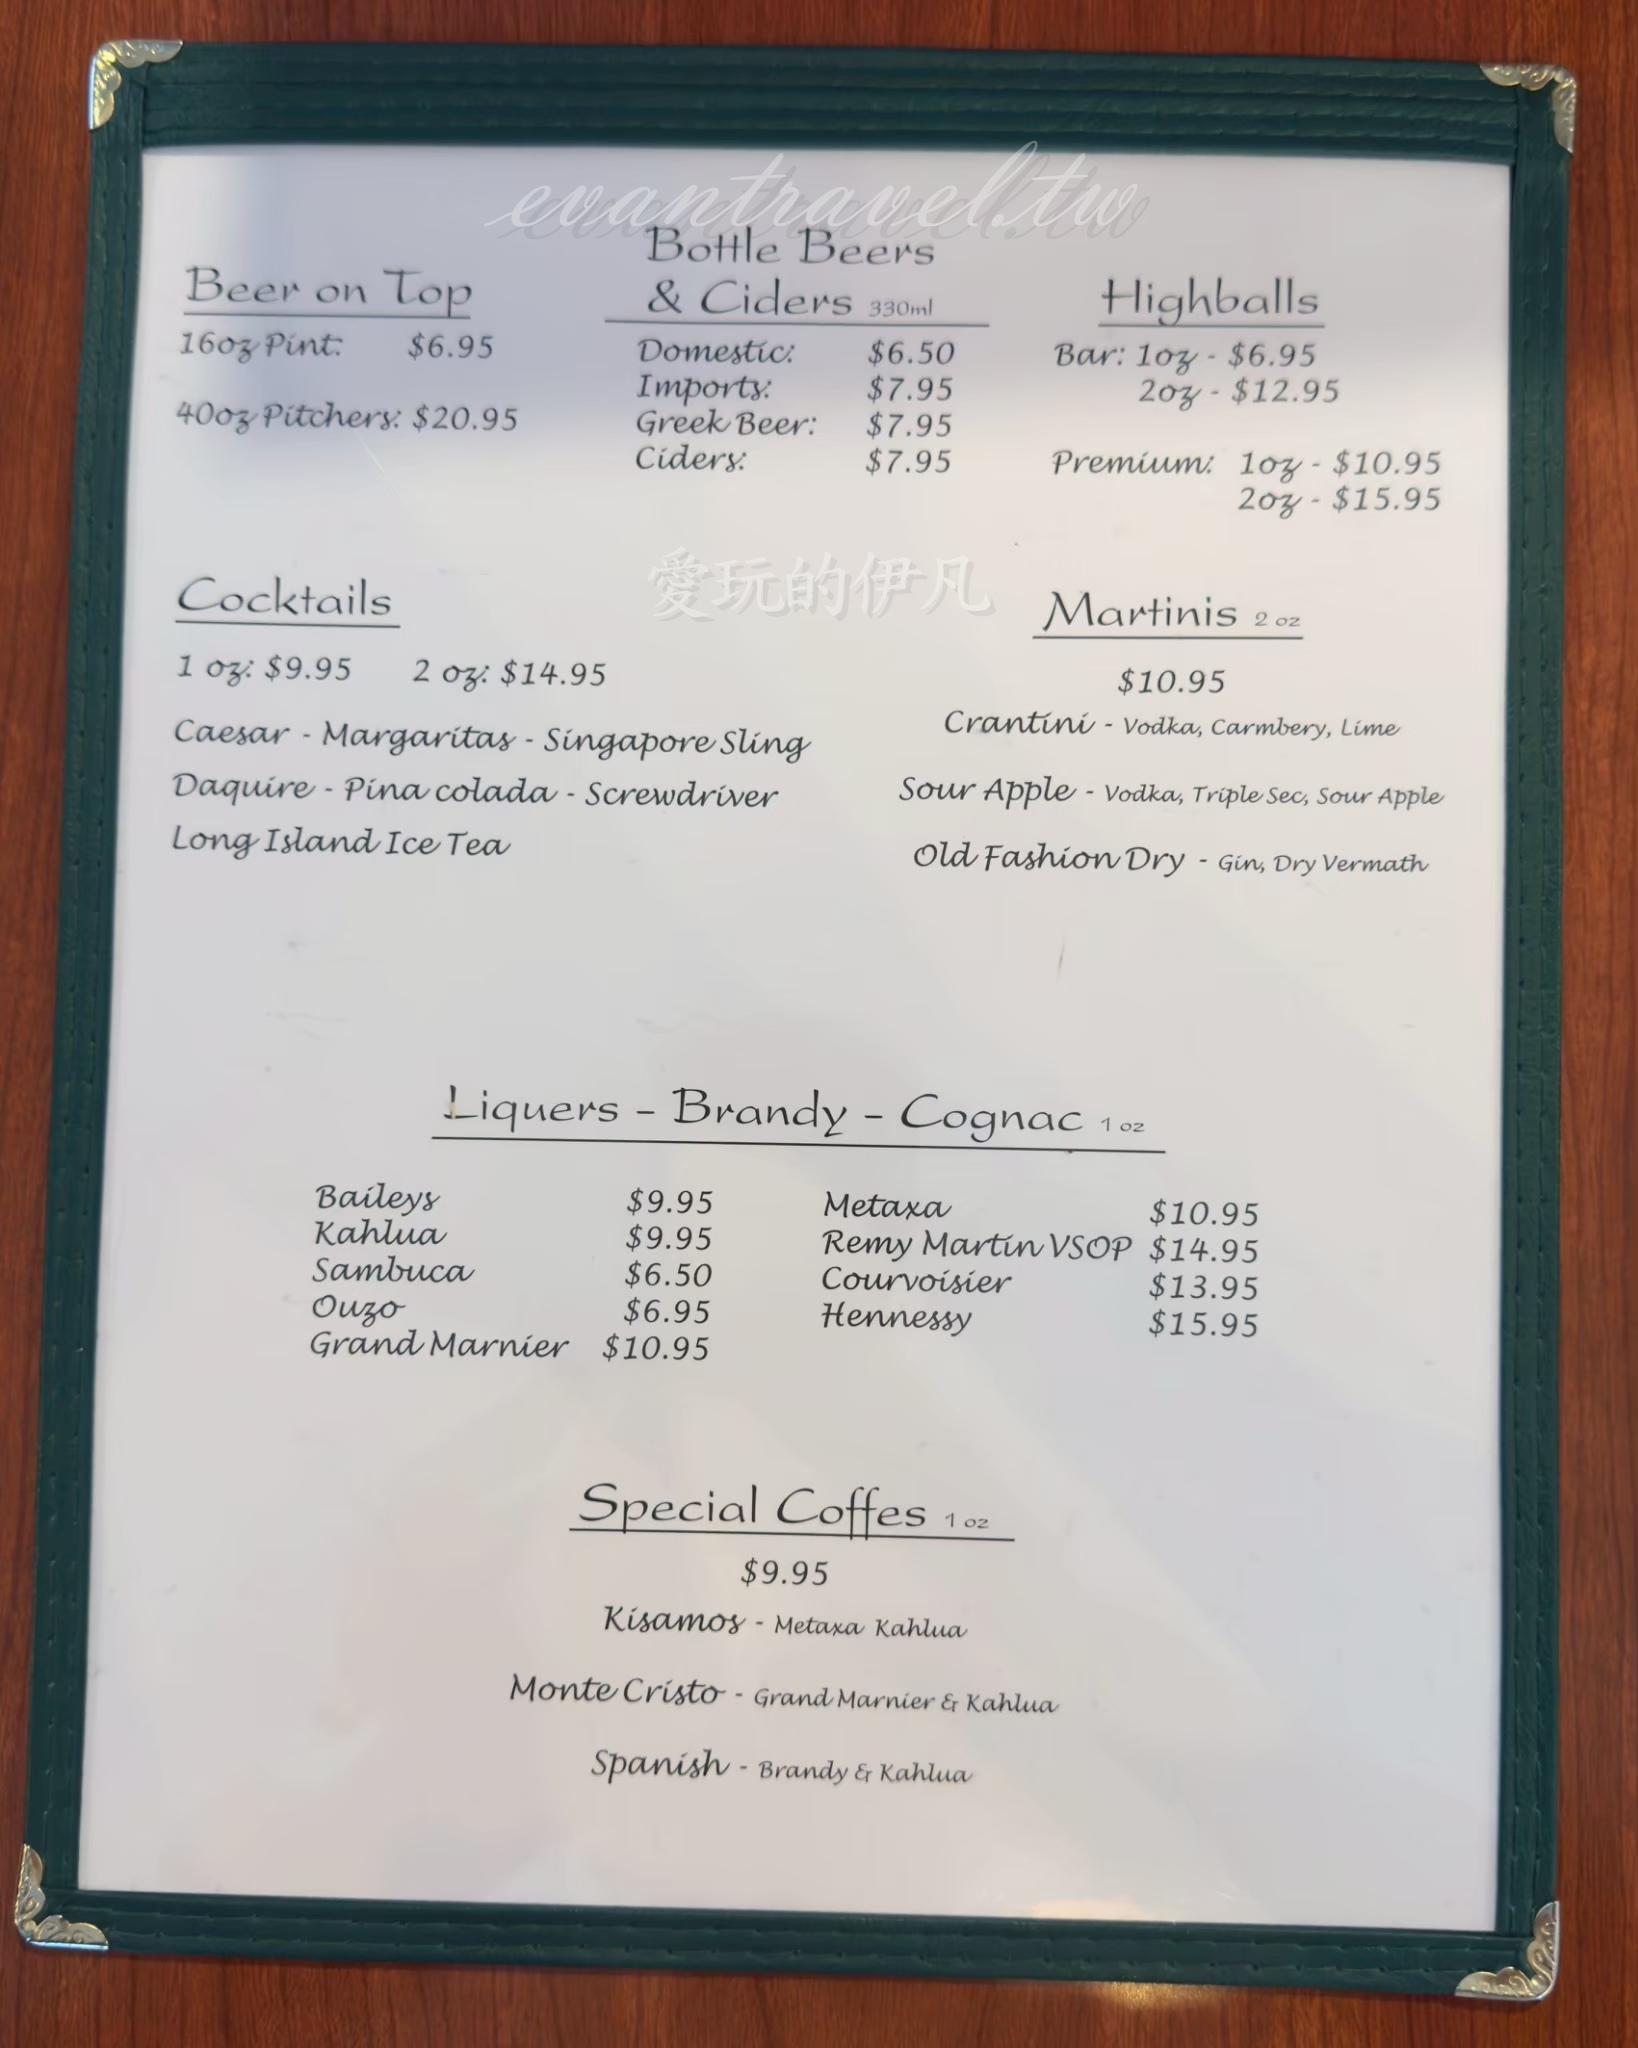 evantravel.tw
Beer on Top
16oz Pint: $6.95
40oz Pitchers: $20.95
Bottle Beers
& Ciders 330ml
Domestic: $6.50
Imports: $7.95
Greek Beer: $7.95
Ciders: $7.95
Highballs
Bar: 1oz - $6.95
2oz - $12.95
Premium: 1oz - $10.95
2oz - $15.95
愛玩的伊凡
Cocktails
1 oz: $9.95 2 oz: $14.95
Caesar - Margaritas - Singapore Sling
Daquire - Pina colada - Screwdriver
Long Island Ice Tea
Martinis 2 oz
$10.95
Crantini - Vodka, Carmbery, Lime
Sour Apple - Vodka, Triple Sec, Sour Apple
Old Fashion Dry - Gin, Dry Vermath
Liquers - Brandy - Cognac 1 oz
Baileys $9.95
Kahlua $9.95
Sambuca $6.50
Ouzo $6.95
Grand Marnier $10.95
Metaxa $10.95
Remy Martin VSOP $14.95
Courvoisier $13.95
Hennessy $15.95
Special Coffes 1 oz
$9.95
Kisamos - Metaxa Kahlua
Monte Cristo - Grand Marnier & Kahlua
Spanish - Brandy & Kahlua